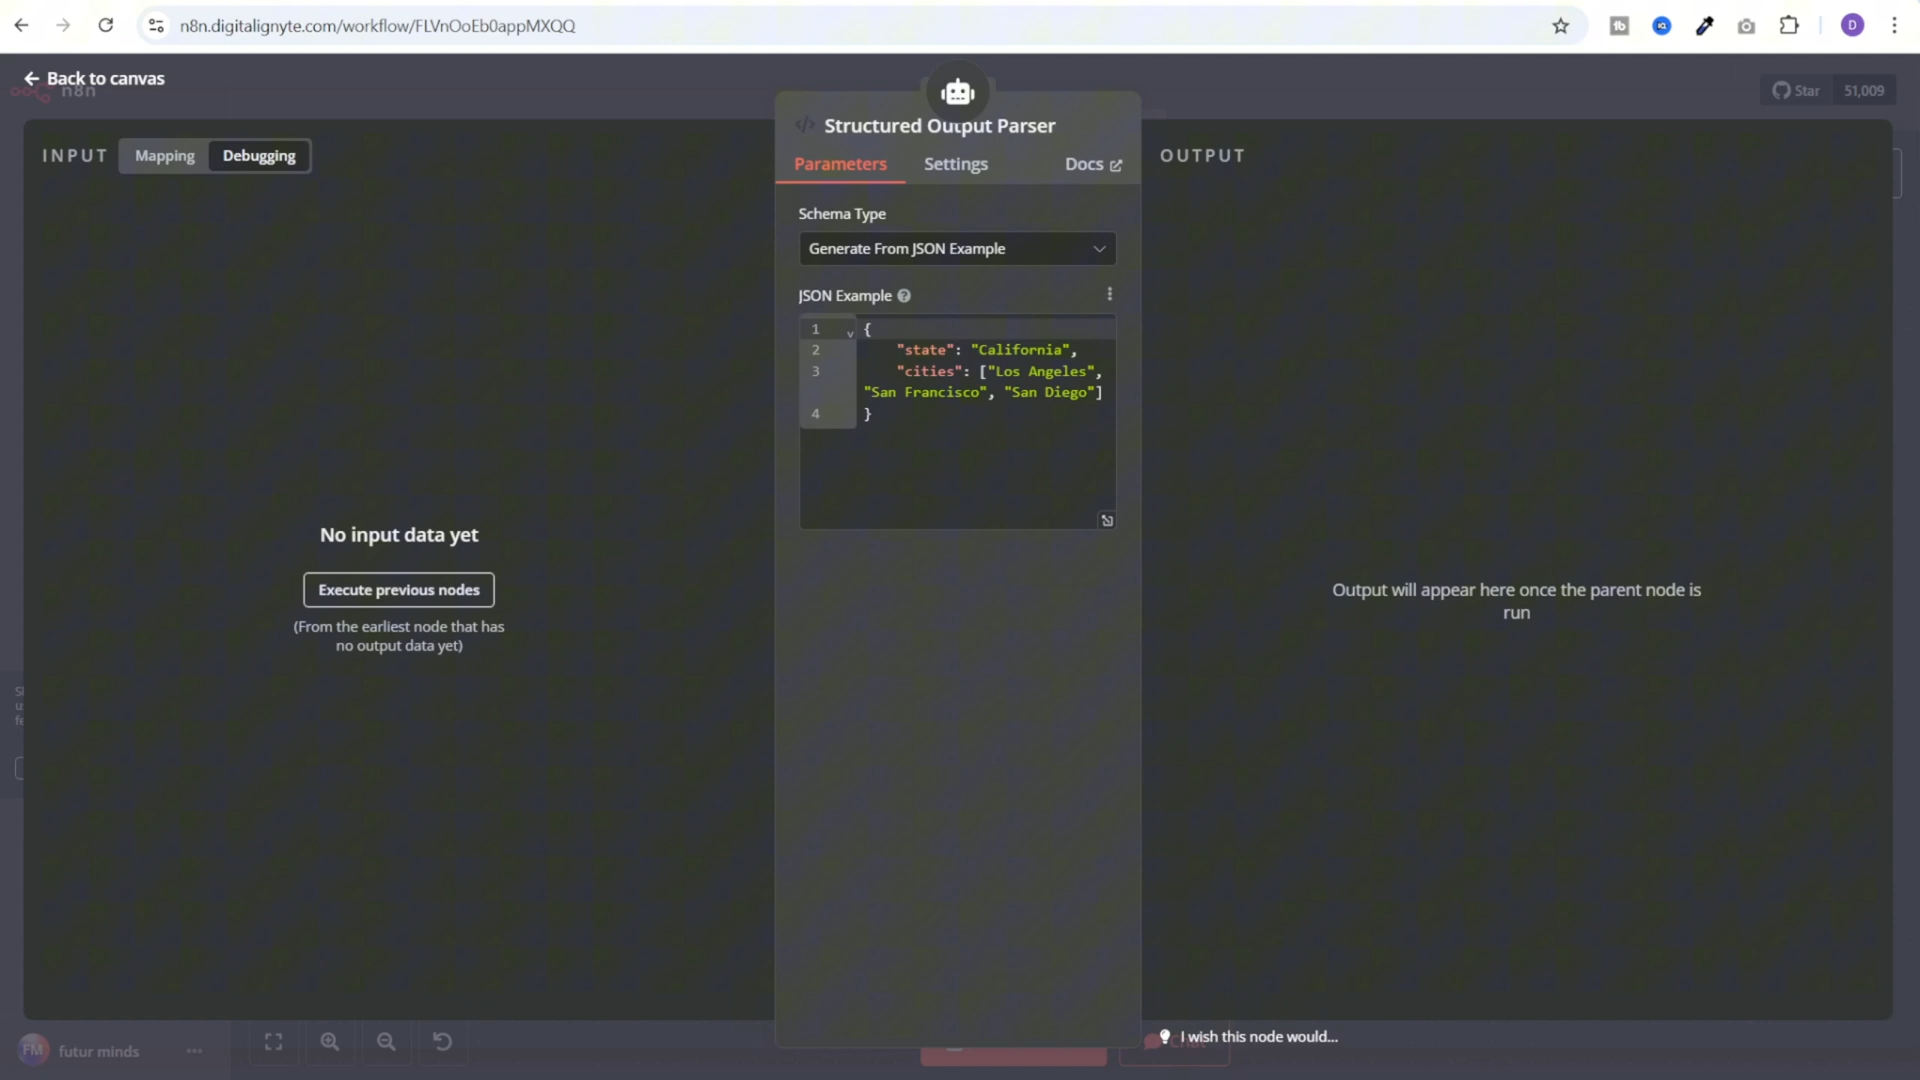 n8n.digitalignyte.com/workflow/FLVnOoEb0appMXQQ
tb
D
Back to canvas
n8n
Star 51,009
INPUT Mapping Debugging
Structured Output Parser
Parameters Settings Docs
OUTPUT
Schema Type
Generate From JSON Example
JSON Example
1 {
2 "state": "California",
3 "cities": ["Los Angeles",
"San Francisco", "San Diego"]
4 }
No input data yet
Execute previous nodes
(From the earliest node that has
no output data yet)
Output will appear here once the parent node is
run
I wish this node would...
FM futur minds